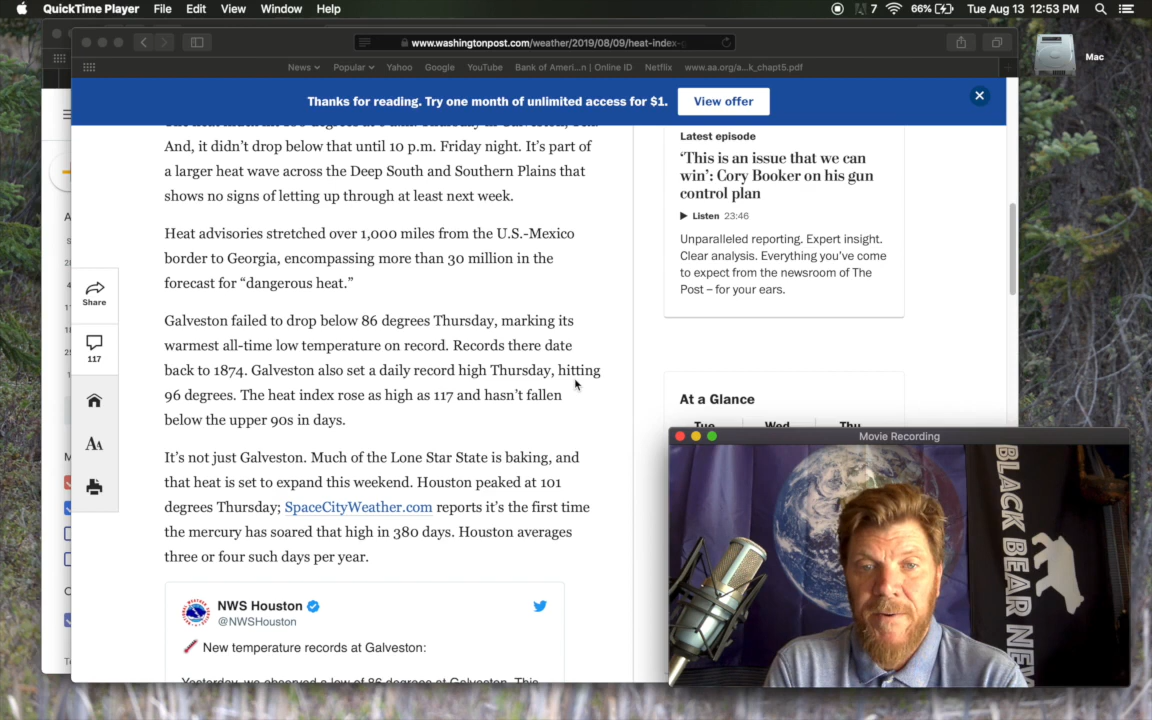 QuickTime Player File Edit View Window Help
7 66% Tue Aug 13 12:53 PM
www.washingtonpost.com/weather/2019/08/09/heat-index-
News Popular Yahoo Google YouTube Bank of Ameri...n | Online ID Netflix www.aa.org/a...k_chapt5.pdf
Mac
Thanks for reading. Try one month of unlimited access for $1. View offer
And, it didn’t drop below that until 10 p.m. Friday night. It’s part of
a larger heat wave across the Deep South and Southern Plains that
shows no signs of letting up through at least next week.
Heat advisories stretched over 1,000 miles from the U.S.-Mexico
border to Georgia, encompassing more than 30 million in the
forecast for “dangerous heat.”
Galveston failed to drop below 86 degrees Thursday, marking its
warmest all-time low temperature on record. Records there date
back to 1874. Galveston also set a daily record high Thursday, hitting
96 degrees. The heat index rose as high as 117 and hasn’t fallen
below the upper 90s in days.
It’s not just Galveston. Much of the Lone Star State is baking, and
that heat is set to expand this weekend. Houston peaked at 101
degrees Thursday; SpaceCityWeather.com reports it’s the first time
the mercury has soared that high in 380 days. Houston averages
three or four such days per year.
NWS Houston
@NWSHouston
New temperature records at Galveston:
Yesterday, we observed a low of 86 degrees at Galveston. This
Share
117
AA
Latest episode
‘This is an issue that we can
win’: Cory Booker on his gun
control plan
Listen 23:46
Unparalleled reporting. Expert insight.
Clear analysis. Everything you’ve come
to expect from the newsroom of The
Post – for your ears.
At a Glance
Tue Wed Thu
Movie Recording
BLACK BEAR NEW